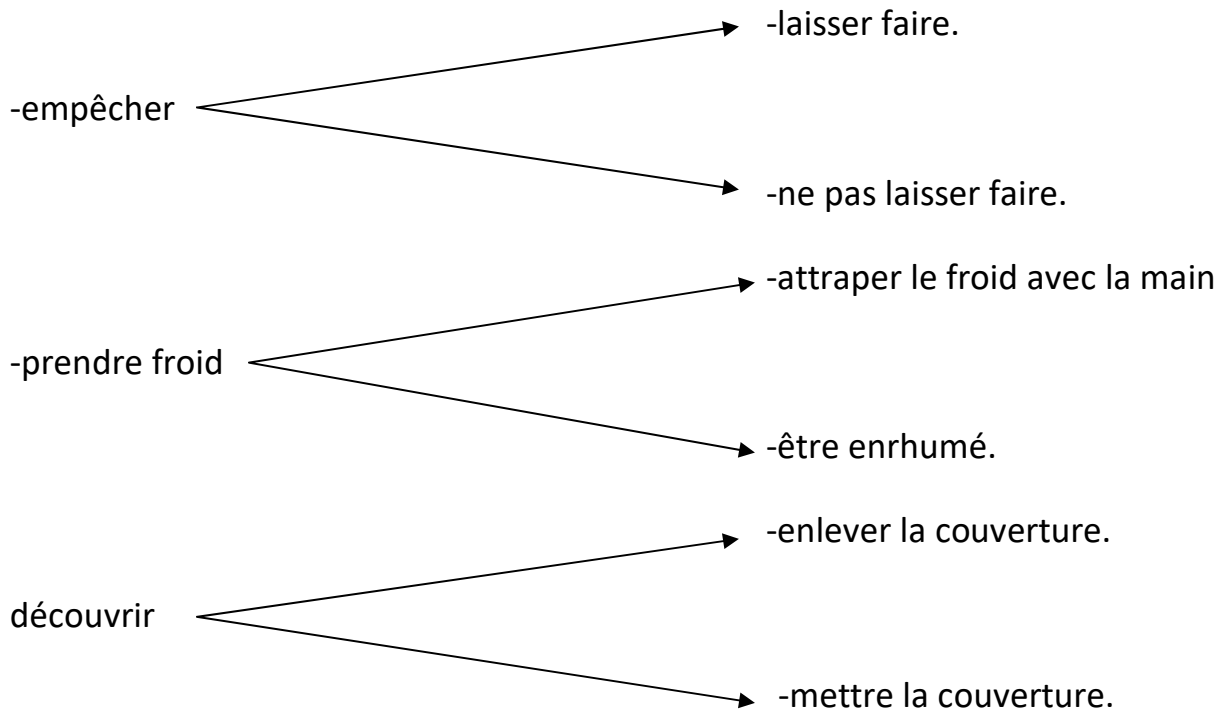 -laisser faire.
-empêcher
-ne pas laisser faire.
-attraper le froid avec la main
-prendre froid
-être enrhumé.
-enlever la couverture.
découvrir
-mettre la couverture.